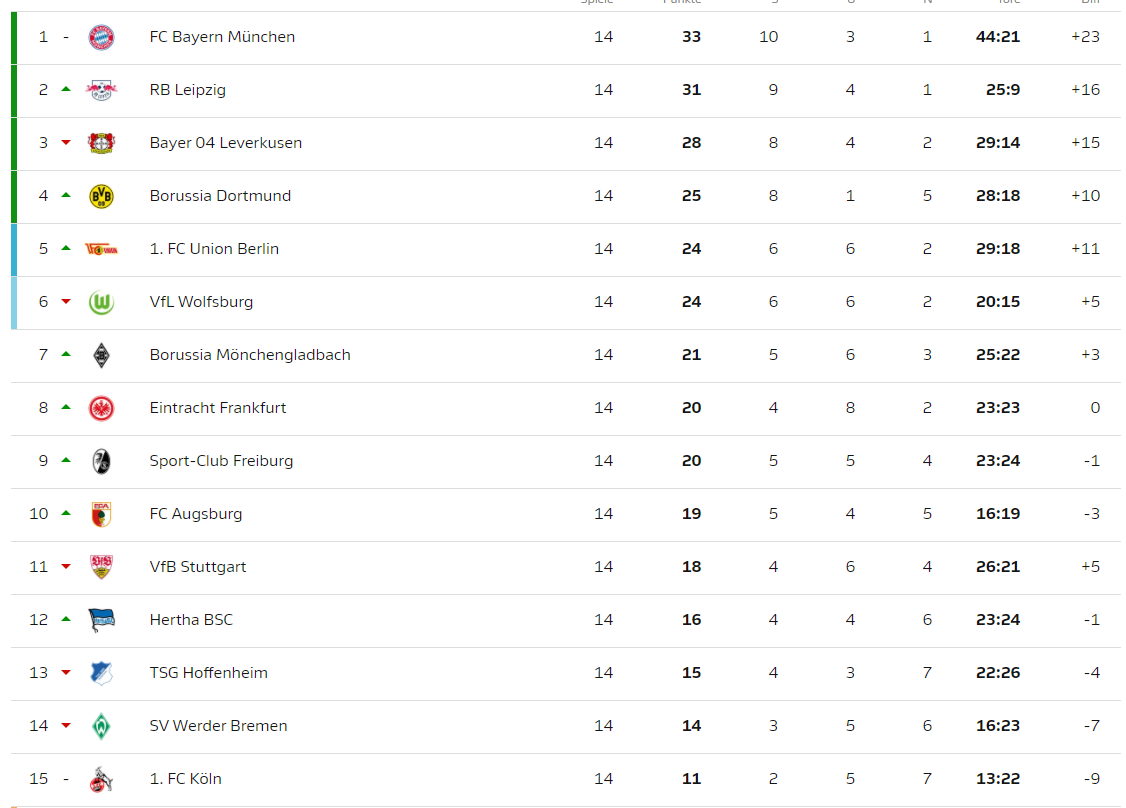 Spiele Punkte S U N Tore Diff
1 - FC Bayern München 14 33 10 3 1 44:21 +23
2 RB Leipzig 14 31 9 4 1 25:9 +16
3 Bayer 04 Leverkusen 14 28 8 4 2 29:14 +15
4 Borussia Dortmund 14 25 8 1 5 28:18 +10
5 1. FC Union Berlin 14 24 6 6 2 29:18 +11
6 VfL Wolfsburg 14 24 6 6 2 20:15 +5
7 Borussia Mönchengladbach 14 21 5 6 3 25:22 +3
8 Eintracht Frankfurt 14 20 4 8 2 23:23 0
9 Sport-Club Freiburg 14 20 5 5 4 23:24 -1
10 FC Augsburg 14 19 5 4 5 16:19 -3
11 VfB Stuttgart 14 18 4 6 4 26:21 +5
12 Hertha BSC 14 16 4 4 6 23:24 -1
13 TSG Hoffenheim 14 15 4 3 7 22:26 -4
14 SV Werder Bremen 14 14 3 5 6 16:23 -7
15 - 1. FC Köln 14 11 2 5 7 13:22 -9